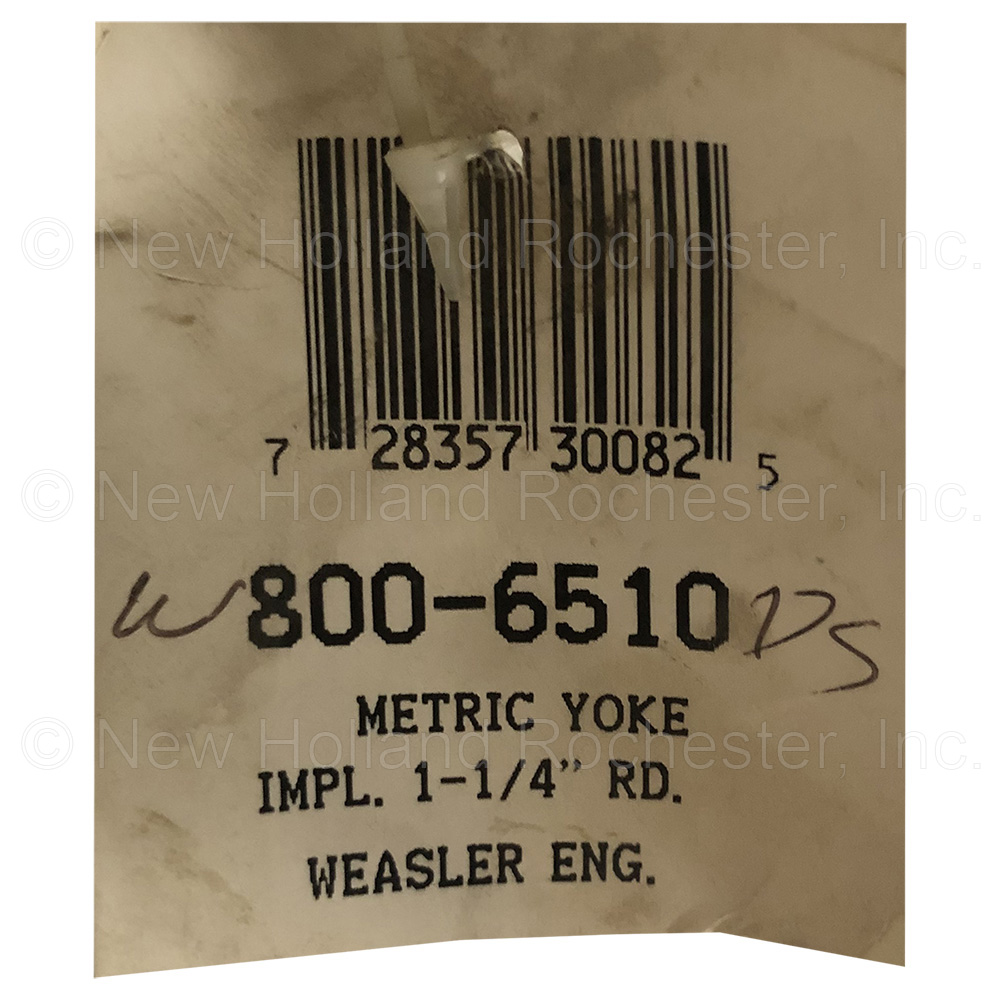 © New Holland Rochester, Inc.
7 28357 30082 5
© New Holland Rochester, Inc.
W 800-6510 DS
METRIC YOKE
© New Holland Rochester, Inc.
IMPL. 1-1/4” RD.
WEASLER ENG.